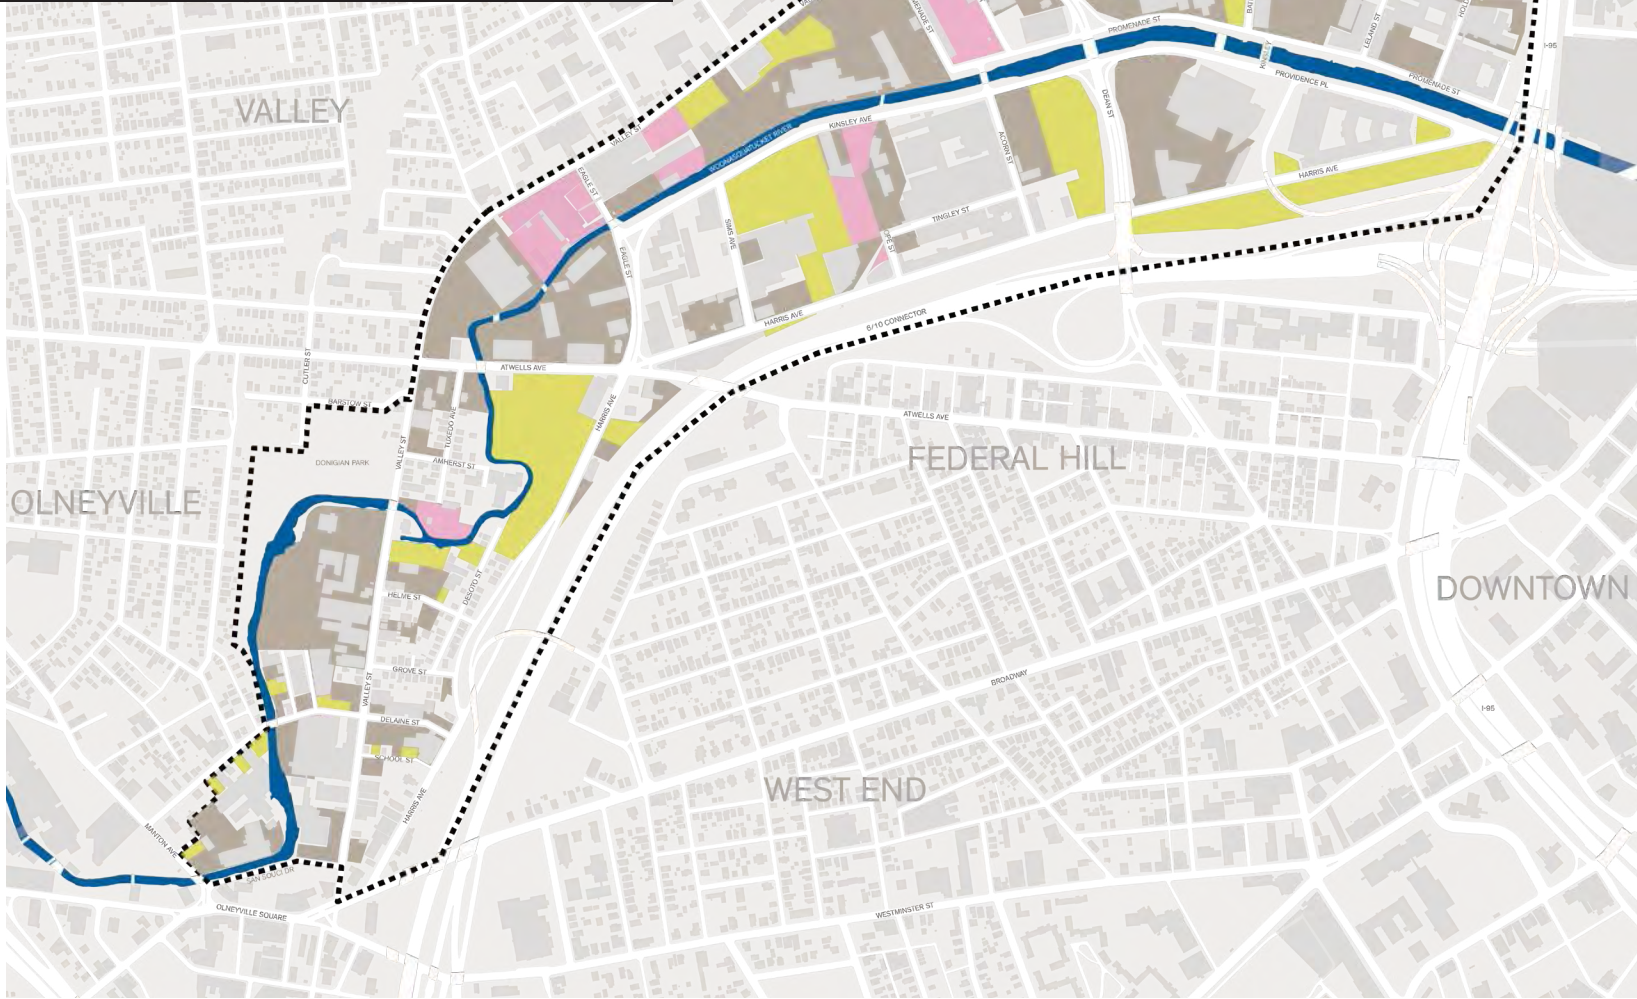 PROMENADE ST
LELAND ST
I-95
KINSLEY
PROVIDENCE PL
PROMENADE ST
DEAN ST
VALLEY
VALLEY ST
KINSLEY AVE
WOONASQUATUCKET RIVER
ACORN ST
HARRIS AVE
EAGLE ST
TINGLEY ST
SIMS AVE
EAGLE ST
HARRIS AVE
6/10 CONNECTOR
CUTLER ST
ATWELLS AVE
BARSTOW ST
TUXEDO AVE
HARRIS AVE
ATWELLS AVE
VALLEY ST
AMHERST ST
DONIGIAN PARK
FEDERAL HILL
OLNEYVILLE
DESOTO ST
HELME ST
DOWNTOWN
GROVE ST
BROADWAY
VALLEY ST
I-95
DELAINE ST
SCHOOL ST
WEST END
HARRIS AVE
MANTON AVE
SAN SOUCI DR
OLNEYVILLE SQUARE
WESTMINSTER ST